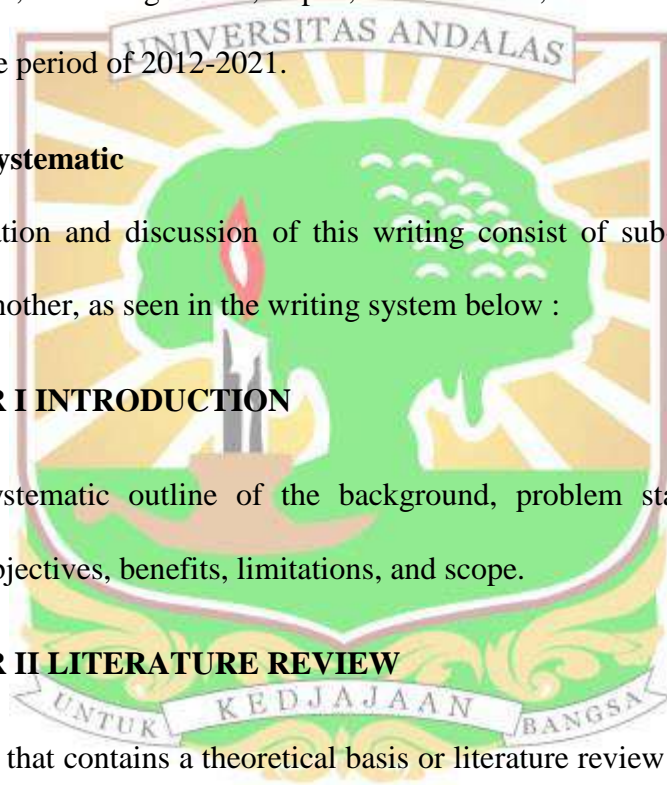 UNIVERSITAS ANDALAS
e period of 2012-2021.
ystematic
ation and discussion of this writing consist of sub
nother, as seen in the writing system below :
R I INTRODUCTION
ystematic outline of the background, problem sta
bjectives, benefits, limitations, and scope.
R II LITERATURE REVIEW
UNTUK KEDJAJAAN BANGSA
that contains a theoretical basis or literature review